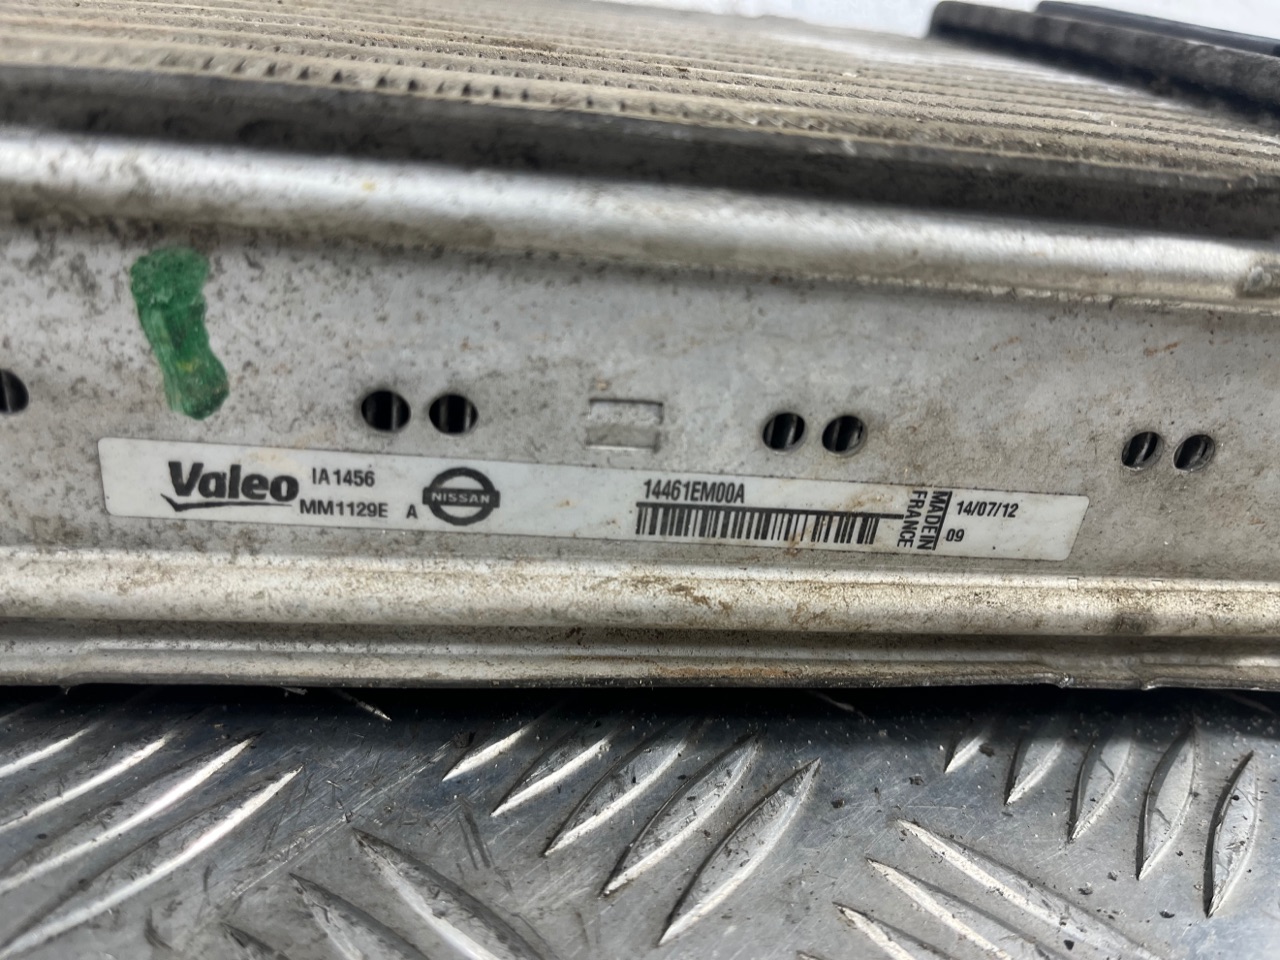 Valeo
IA1456
MM1129E A
NISSAN
14461EM00A
MADE IN
FRANCE
14/07/12
09